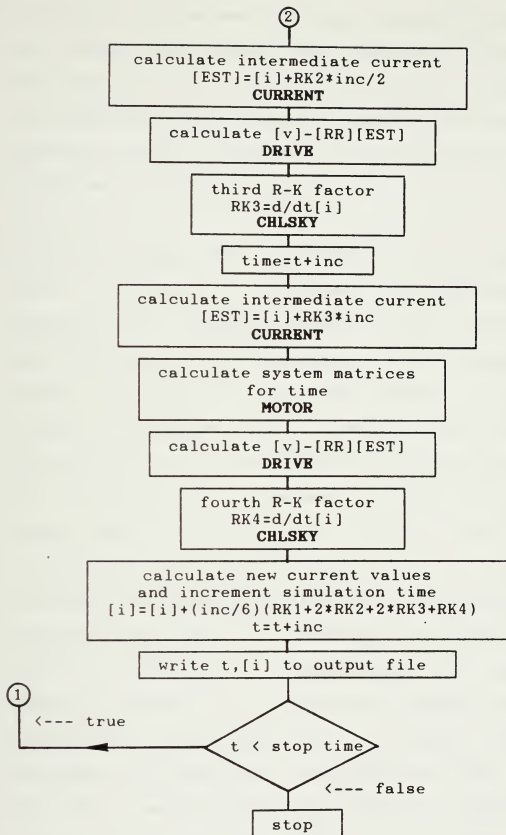 2
calculate intermediate current
[EST]=[i]+RK2*inc/2
CURRENT
calculate [v]-[RR][EST]
DRIVE
third R-K factor
RK3=d/dt[i]
CHLSKY
time=t+inc
calculate intermediate current
[EST]=[i]+RK3*inc
CURRENT
calculate system matrices
for time
MOTOR
calculate [v]-[RR][EST]
DRIVE
fourth R-K factor
RK4=d/dt[i]
CHLSKY
calculate new current values
and increment simulation time
[i]=[i]+(inc/6)(RK1+2*RK2+2*RK3+RK4)
t=t+inc
write t,[i] to output file
1
<--- true
t < stop time
<--- false
stop